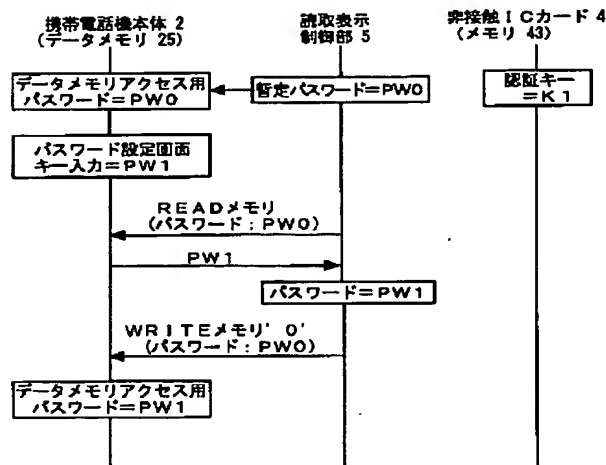 携帯電話機本体 2
(データメモリ 25)
読取表示
制御部 5
非接触ICカード 4
(メモリ 43)
データメモリアクセス用
パスワード=PW0
暫定パスワード=PW0
認証キー
=K1
パスワード設定画面
キー入力=PW1
READメモリ
(パスワード:PW0)
PW1
パスワード=PW1
WRITEメモリ'0'
(パスワード:PW0)
データメモリアクセス用
パスワード=PW1